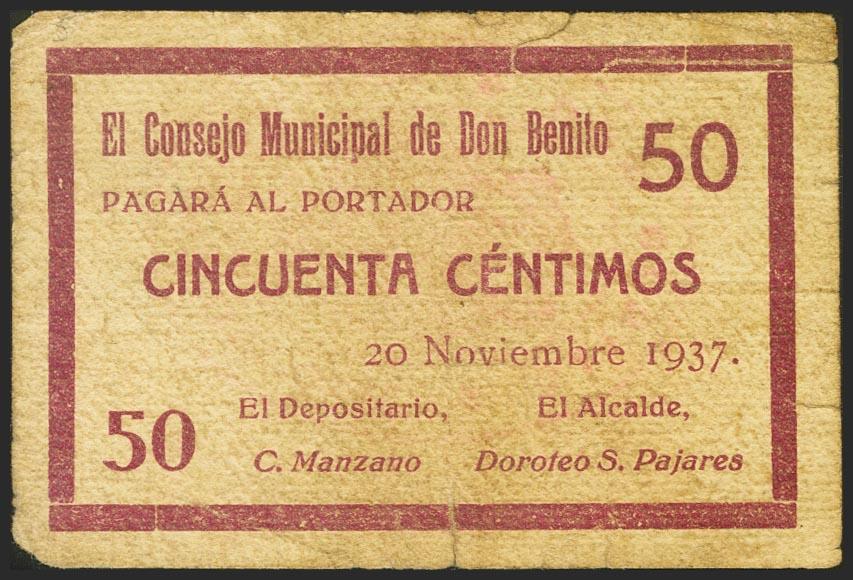 El Consejo Municipal de Don Benito
50
PAGARÁ AL PORTADOR
CINCUENTA CÉNTIMOS
20 Noviembre 1937.
50
El Depositario,
El Alcalde,
C. Manzano
Doroteo S. Pajares